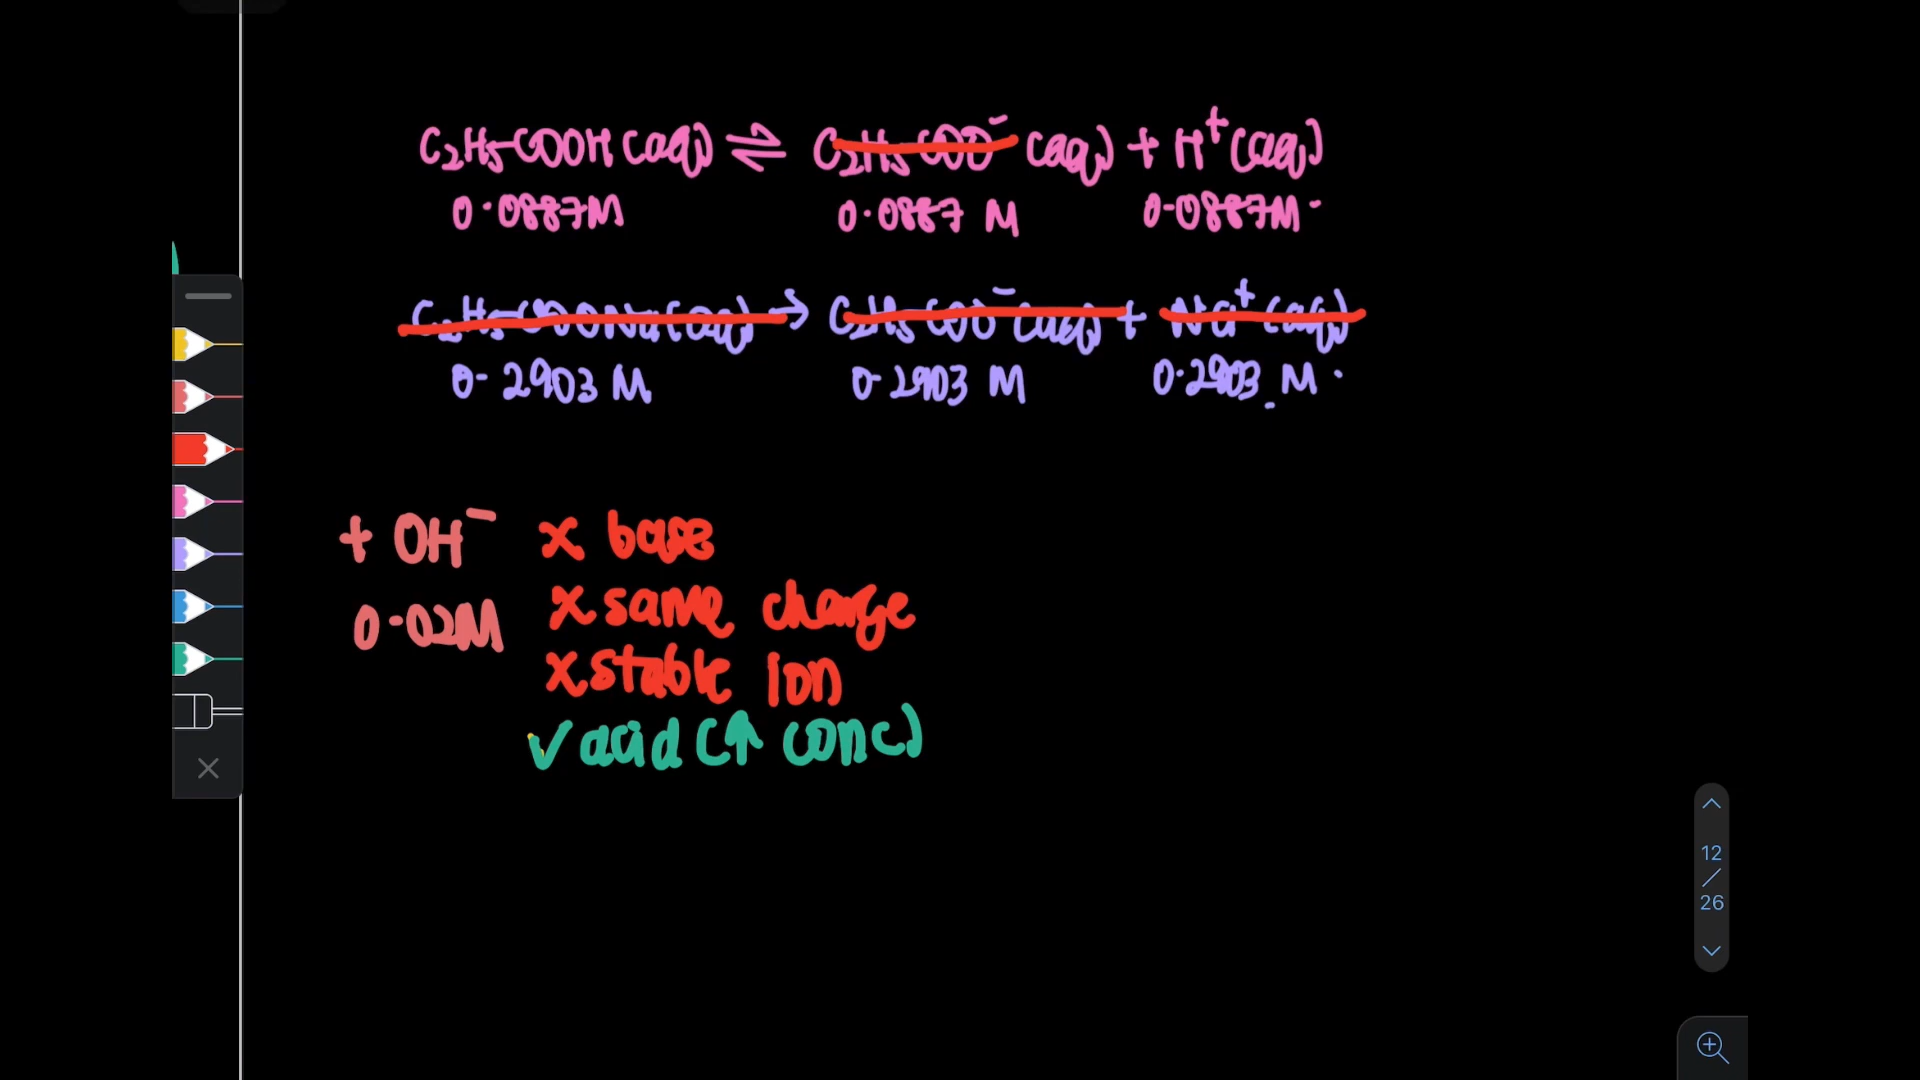 C₂H₅COOH (aq) ⇌ C₂H₅COO⁻ (aq) + H⁺ (aq)
0.0887M 0.0887 M 0.0887M.
C₂H₅COONa(aq) → C₂H₅COO⁻ (aq) + Na⁺ (aq)
0.2903 M 0.2903 M 0.2903 M.
+ OH⁻ x base
x same charge
0.02M
x stable ion
✓ acid (↑ conc)
12
/
26